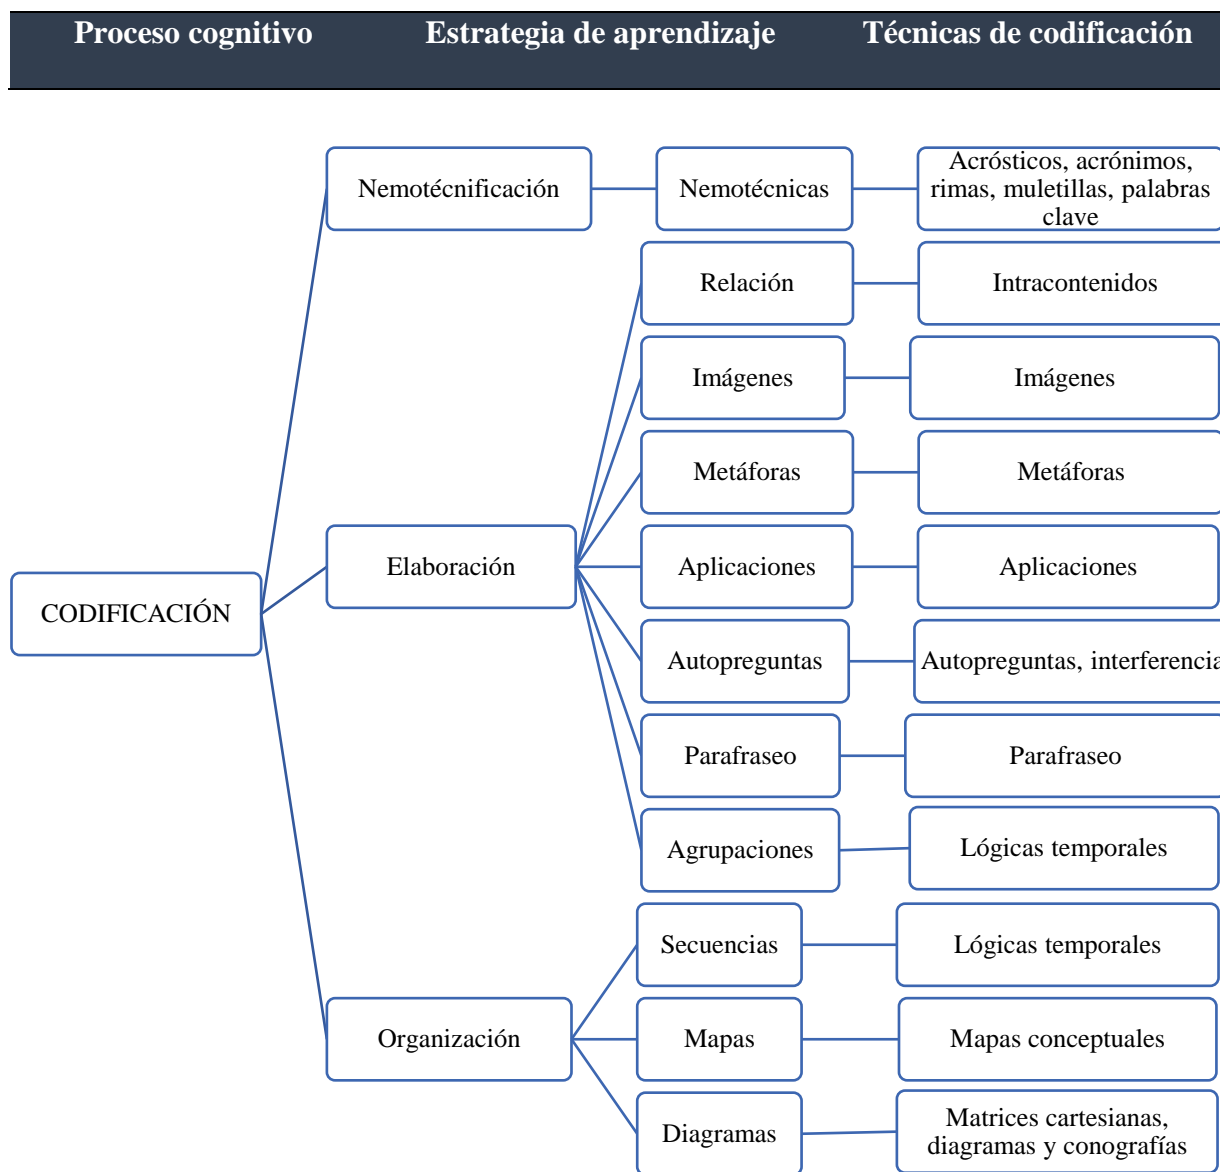 Proceso cognitivo Estrategia de aprendizaje Técnicas de codificación
CODIFICACIÓN
Nemotécnificación
Nemotécnicas
Acrósticos, acrónimos,
rimas, muletillas, palabras
clave
Elaboración
Relación
Intracontenidos
Imágenes
Imágenes
Metáforas
Metáforas
Aplicaciones
Aplicaciones
Autopreguntas
Autopreguntas, interferencia
Parafraseo
Parafraseo
Agrupaciones
Lógicas temporales
Organización
Secuencias
Lógicas temporales
Mapas
Mapas conceptuales
Diagramas
Matrices cartesianas,
diagramas y conografías